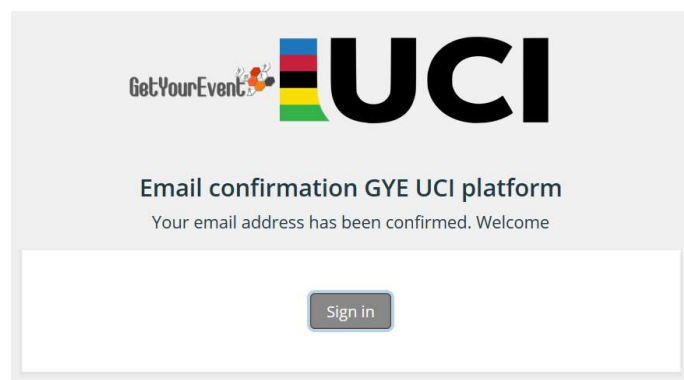 GetYourEvent
UCI
Email confirmation GYE UCI platform
Your email address has been confirmed. Welcome
Sign in